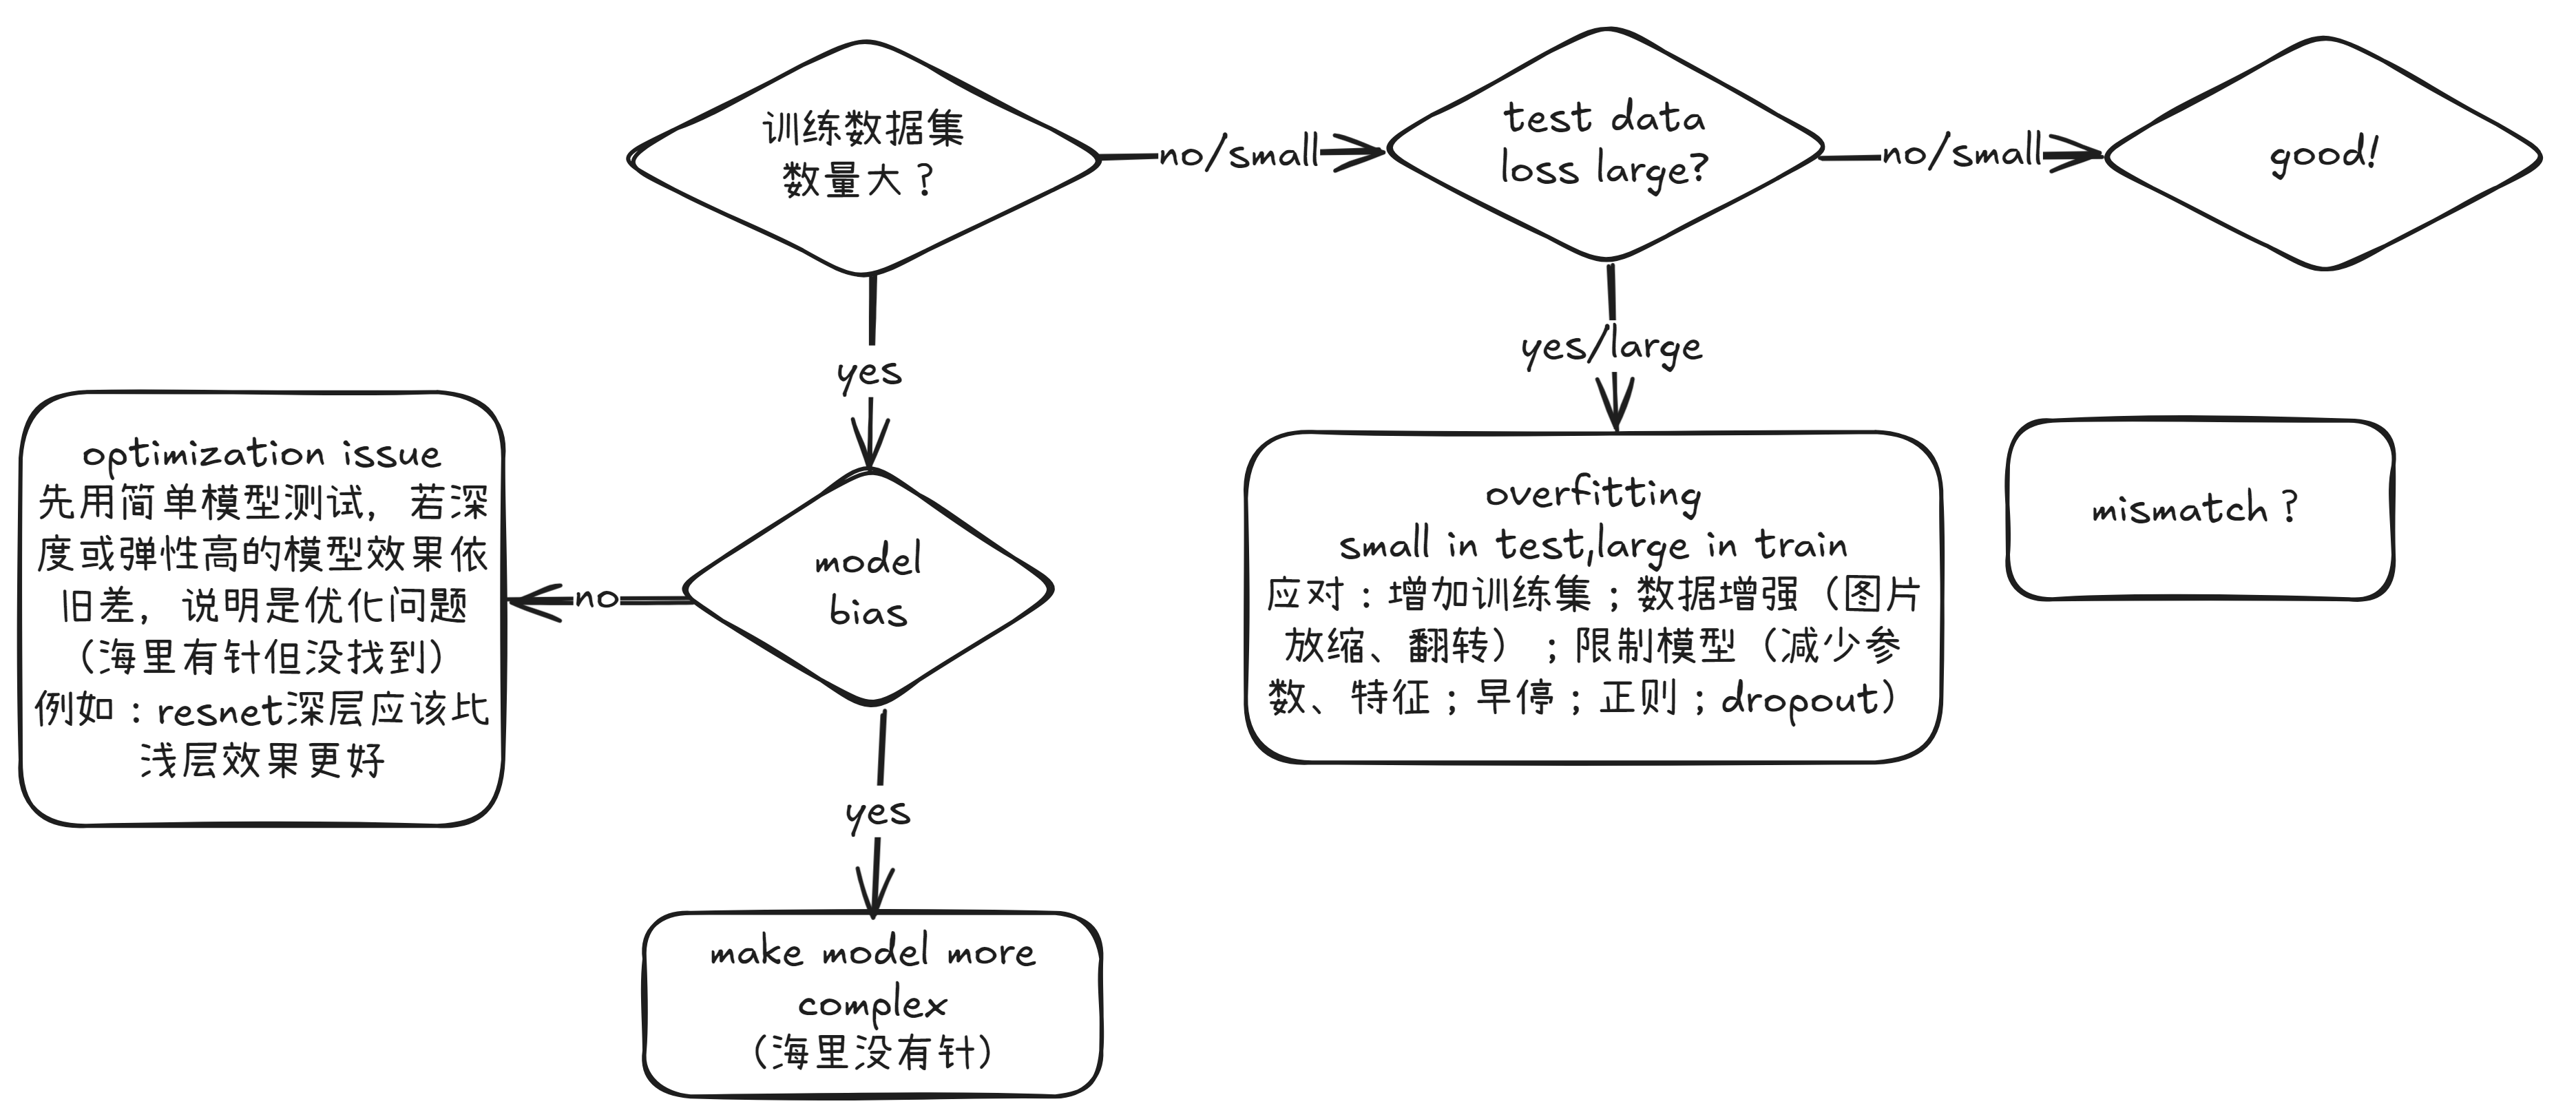 训练数据集
数量大？
no/small
test data
loss large?
no/small
good!
yes
yes/large
optimization issue
先用简单模型测试，若深
度或弹性高的模型效果依
旧差，说明是优化问题
（海里有针但没找到）
例如：resnet深层应该比
浅层效果更好
no
model
bias
overfitting
small in test,large in train
应对：增加训练集；数据增强（图片
放缩、翻转）；限制模型（减少参
数、特征；早停；正则；dropout）
mismatch？
yes
make model more
complex
（海里没有针）